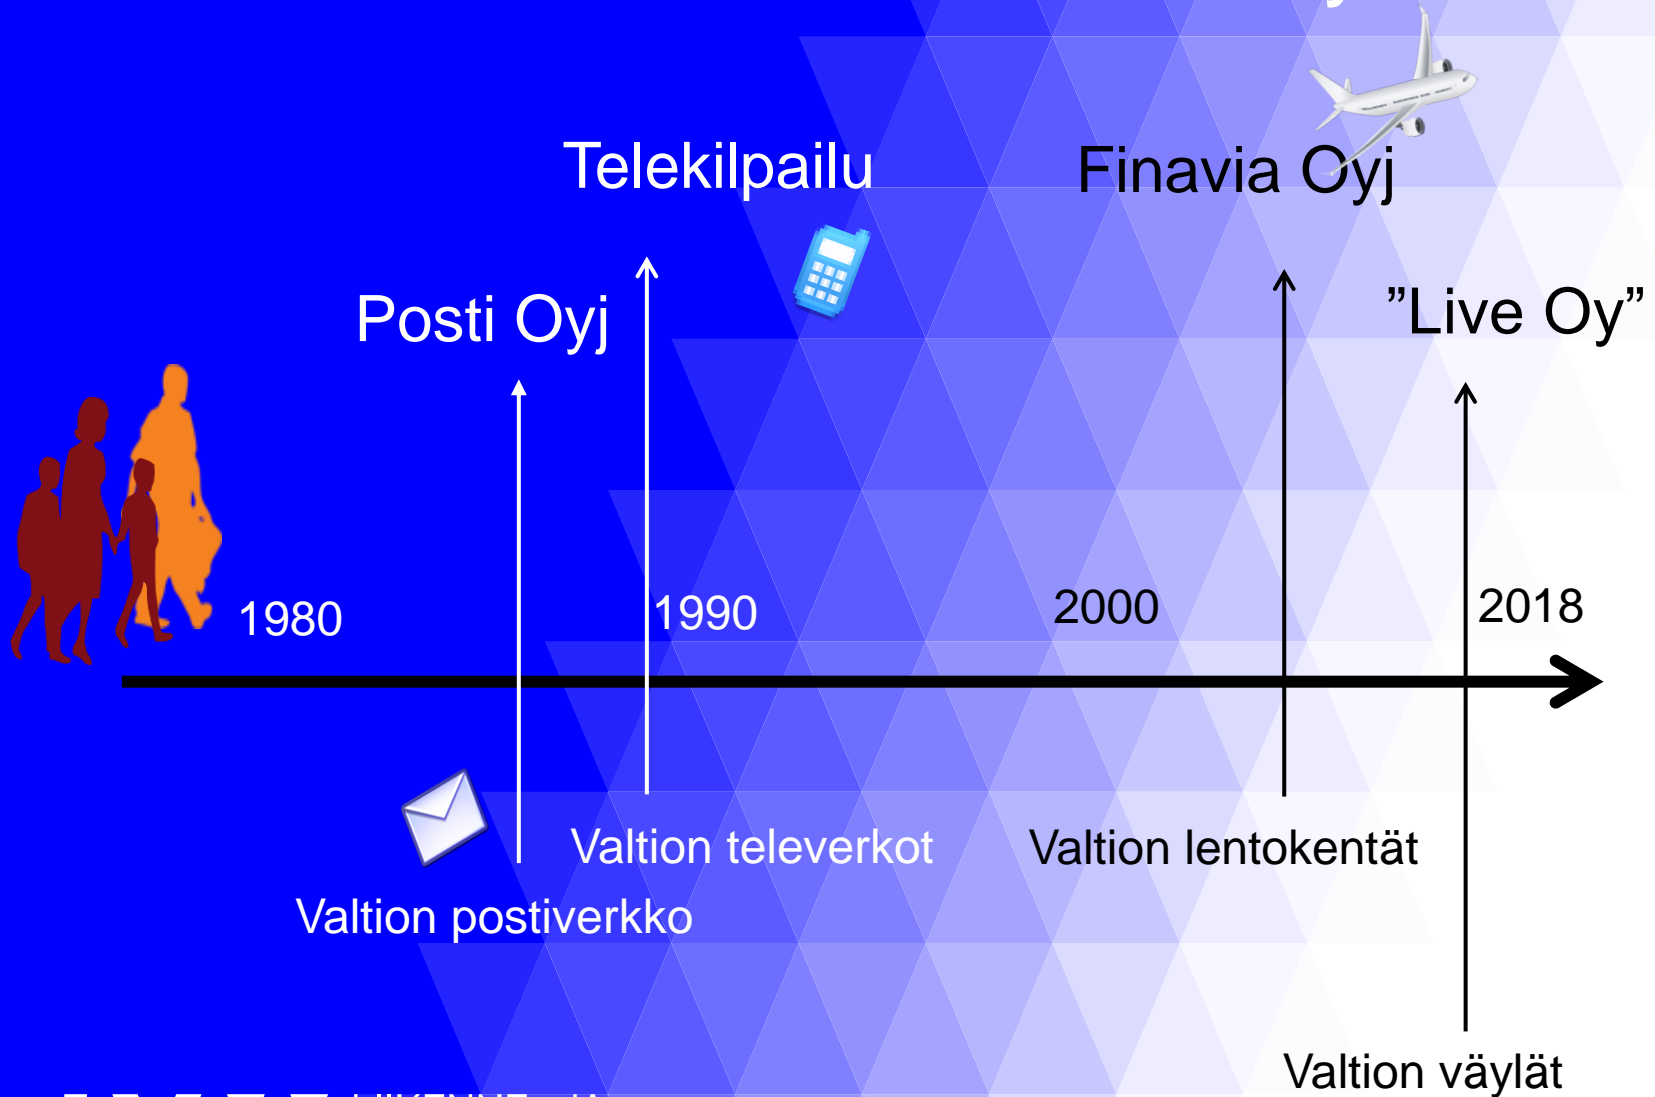 Telekilpailu
Finavia Oyj
Posti Oyj
”Live Oy”
1980
1990
2000
2018
Valtion televerkot
Valtion lentokentät
Valtion postiverkko
Valtion väylät